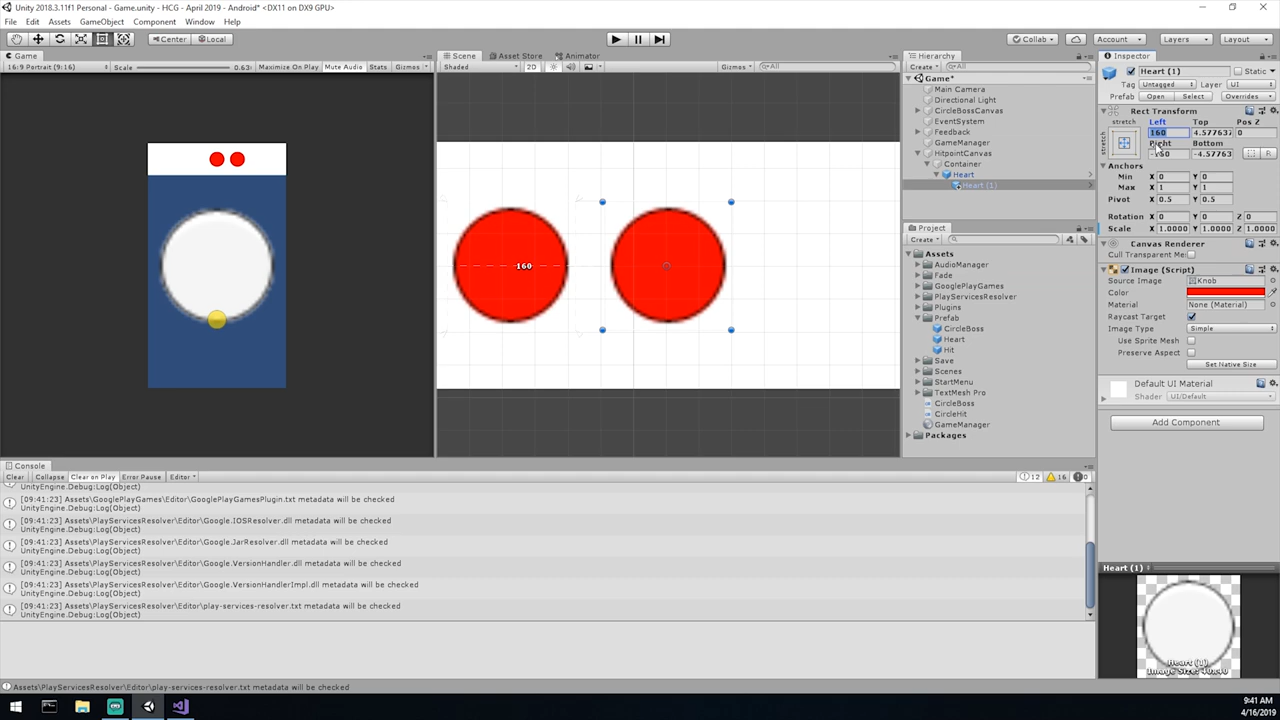 Unity 2018.3.11f1 Personal - Game.unity - HCG - April 2019 - Android* <DX11 on DX9 GPU>
File Edit Assets GameObject Component Window Help
Center Local Collab Account Layers Layout
Game
16:9 Portrait (9:16) Scale 0.63 Maximize On Play Mute Audio Stats Gizmos
Scene Asset Store Animator
Shaded 2D Gizmos All
160
Hierarchy
Create All
Game*
Main Camera
Directional Light
CircleBossCanvas
EventSystem
Feedback
GameManager
HitpointCanvas
Container
Heart
Heart (1)
Project
Create
Assets
AudioManager
Fade
GooglePlayGames
PlayServicesResolver
Plugins
Prefab
CircleBoss
Heart
Hit
Save
Scenes
StartMenu
TextMesh Pro
CircleBoss
CircleHit
GameManager
Packages
Inspector
Heart (1) Static
Tag Untagged Layer UI
Prefab Open Select Overrides
Rect Transform
stretch Left Top Pos Z
160 4.57763 0
stretch Right Bottom
-4.57763 R
Anchors
Min X 0 Y 0
Max X 1 Y 1
Pivot X 0.5 Y 0.5
Rotation X 0 Y 0 Z 0
Scale X 1.0000 Y 1.0000 Z 1.0000
Canvas Renderer
Cull Transparent Mesh
Image (Script)
Source Image Knob
Color
Material None (Material)
Raycast Target
Image Type Simple
Use Sprite Mesh
Preserve Aspect
Set Native Size
Default UI Material
Shader UI/Default
Add Component
Heart (1)
Heart (1)
Image Size: 40x40
Console
Clear Collapse Clear on Play Error Pause Editor 12 16 0
UnityEngine.Debug:Log(Object)
[09:41:23] Assets\GooglePlayGames\Editor\GooglePlayGamesPlugin.txt metadata will be checked
UnityEngine.Debug:Log(Object)
[09:41:23] Assets\PlayServicesResolver\Editor\Google.IOSResolver.dll metadata will be checked
UnityEngine.Debug:Log(Object)
[09:41:23] Assets\PlayServicesResolver\Editor\Google.JarResolver.dll metadata will be checked
UnityEngine.Debug:Log(Object)
[09:41:23] Assets\PlayServicesResolver\Editor\Google.VersionHandler.dll metadata will be checked
UnityEngine.Debug:Log(Object)
[09:41:23] Assets\PlayServicesResolver\Editor\Google.VersionHandlerImpl.dll metadata will be checked
UnityEngine.Debug:Log(Object)
[09:41:23] Assets\PlayServicesResolver\Editor\play-services-resolver.txt metadata will be checked
UnityEngine.Debug:Log(Object)
Assets\PlayServicesResolver\Editor\play-services-resolver.txt metadata will be checked
9:41 AM
4/16/2019